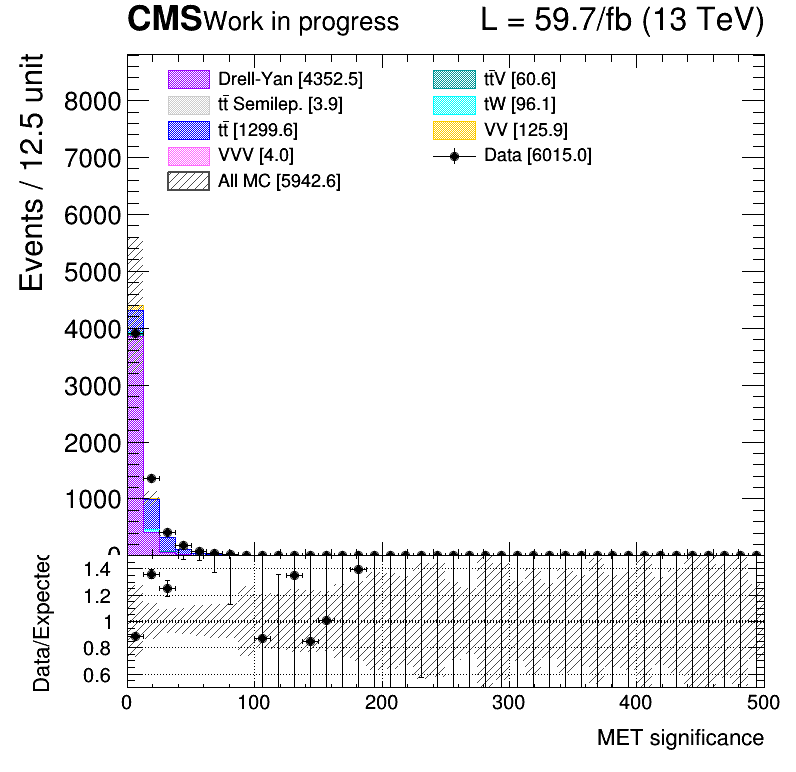 CMS Work in progress L = 59.7/fb (13 TeV)
Events / 12.5 unit
Drell-Yan [4352.5]
tt̄ Semilep. [3.9]
tt̄ [1299.6]
VVV [4.0]
All MC [5942.6]
tt̄V [60.6]
tW [96.1]
VV [125.9]
Data [6015.0]
8000
7000
6000
5000
4000
3000
2000
1000
0
Data/Expected
1.4
1.2
1
0.8
0.6
0 100 200 300 400 500
MET significance